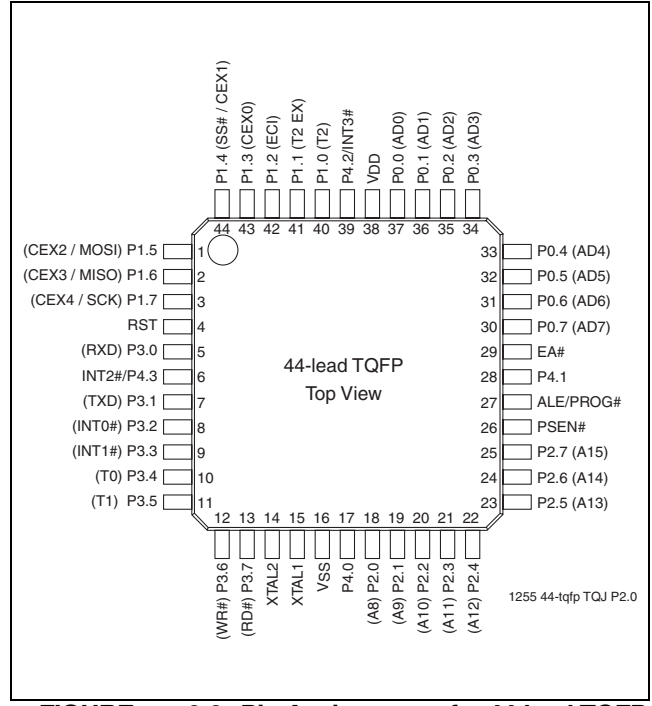 P1.4 (SS# / CEX1)
P1.3 (CEX0)
P1.2 (ECI)
P1.1 (T2 EX)
P1.0 (T2)
P4.2/INT3#
VDD
P0.0 (AD0)
P0.1 (AD1)
P0.2 (AD2)
P0.3 (AD3)
44 43 42 41 40 39 38 37 36 35 34
(CEX2 / MOSI) P1.5 1
(CEX3 / MISO) P1.6 2
(CEX4 / SCK) P1.7 3
RST 4
(RXD) P3.0 5
INT2#/P4.3 6
(TXD) P3.1 7
(INT0#) P3.2 8
(INT1#) P3.3 9
(T0) P3.4 10
(T1) P3.5 11
44-lead TQFP
Top View
33 P0.4 (AD4)
32 P0.5 (AD5)
31 P0.6 (AD6)
30 P0.7 (AD7)
29 EA#
28 P4.1
27 ALE/PROG#
26 PSEN#
25 P2.7 (A15)
24 P2.6 (A14)
23 P2.5 (A13)
12 13 14 15 16 17 18 19 20 21 22
(WR#) P3.6
(RD#) P3.7
XTAL2
XTAL1
VSS
P4.0
(A8) P2.0
(A9) P2.1
(A10) P2.2
(A11) P2.3
(A12) P2.4
1255 44-tqfp TQJ P2.0